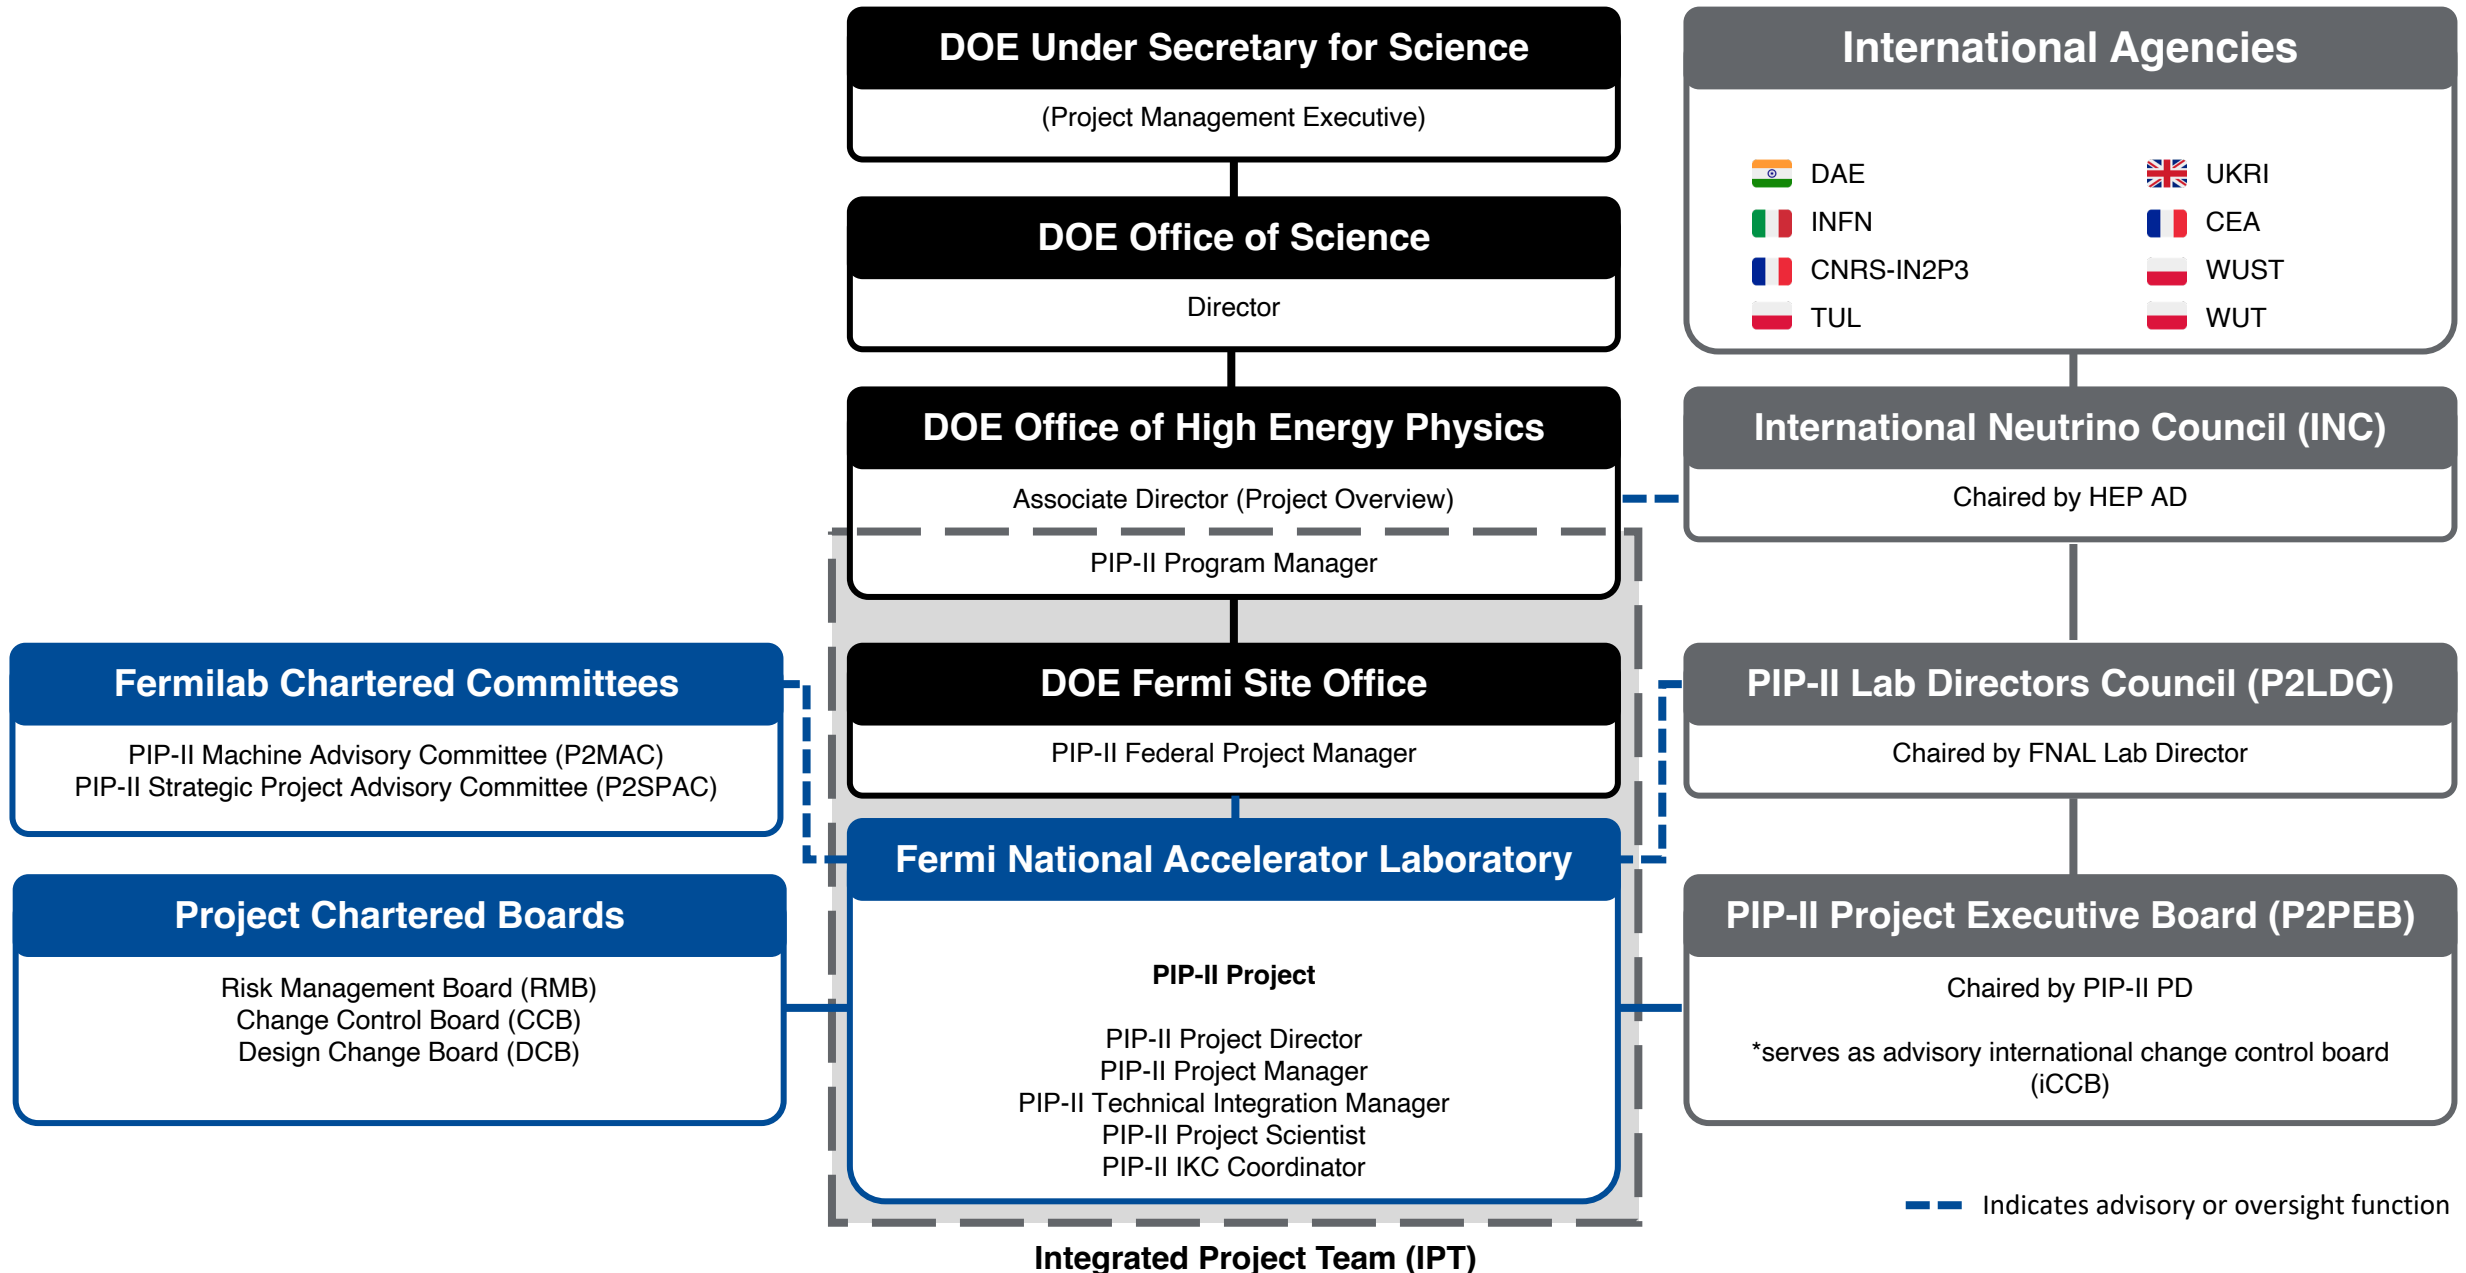 DOE Under Secretary for Science
(Project Management Executive)
DOE Office of Science
Director
DOE Office of High Energy Physics
Associate Director (Project Overview)
PIP-II Program Manager
DOE Fermi Site Office
PIP-II Federal Project Manager
Fermi National Accelerator Laboratory
PIP-II Project
PIP-II Project Director
PIP-II Project Manager
PIP-II Technical Integration Manager
PIP-II Project Scientist
PIP-II IKC Coordinator
Integrated Project Team (IPT)
Fermilab Chartered Committees
PIP-II Machine Advisory Committee (P2MAC)
PIP-II Strategic Project Advisory Committee (P2SPAC)
Project Chartered Boards
Risk Management Board (RMB)
Change Control Board (CCB)
Design Change Board (DCB)
International Agencies
DAE
UKRI
INFN
CEA
CNRS-IN2P3
WUST
TUL
WUT
International Neutrino Council (INC)
Chaired by HEP AD
PIP-II Lab Directors Council (P2LDC)
Chaired by FNAL Lab Director
PIP-II Project Executive Board (P2PEB)
Chaired by PIP-II PD
*serves as advisory international change control board
(iCCB)
Indicates advisory or oversight function